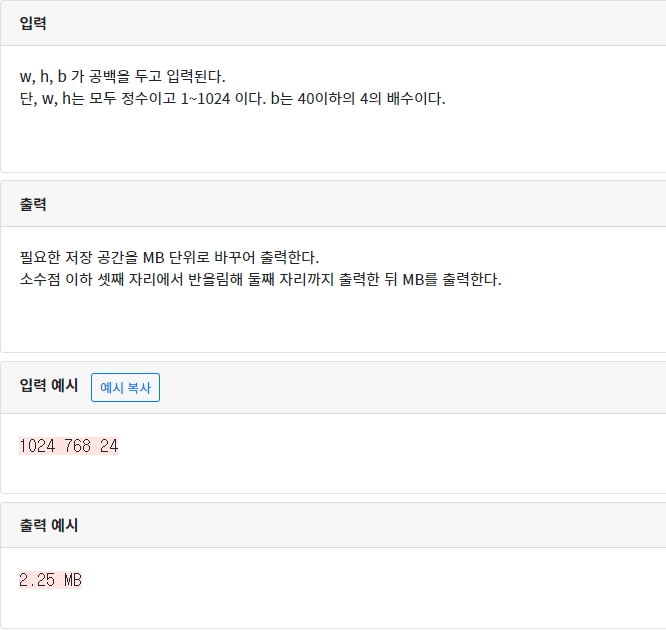 입력
w, h, b 가 공백을 두고 입력된다.
단, w, h는 모두 정수이고 1~1024 이다. b는 40이하의 4의 배수이다.
출력
필요한 저장 공간을 MB 단위로 바꾸어 출력한다.
소수점 이하 셋째 자리에서 반올림해 둘째 자리까지 출력한 뒤 MB를 출력한다.
입력 예시 예시 복사
1024 768 24
출력 예시
2.25 MB